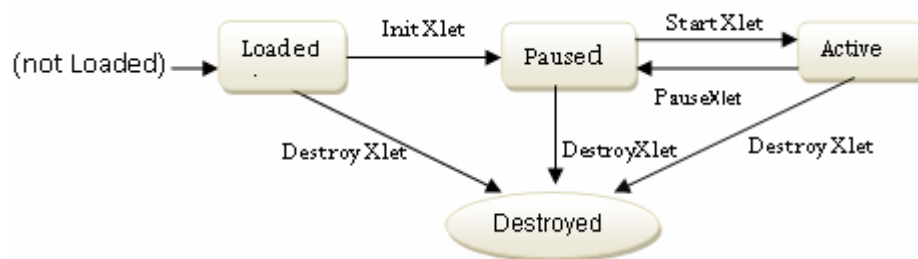 (not Loaded)
Loaded
InitXlet
Paused
StartXlet
Active
PauseXlet
DestroyXlet
DestroyXlet
DestroyXlet
Destroyed